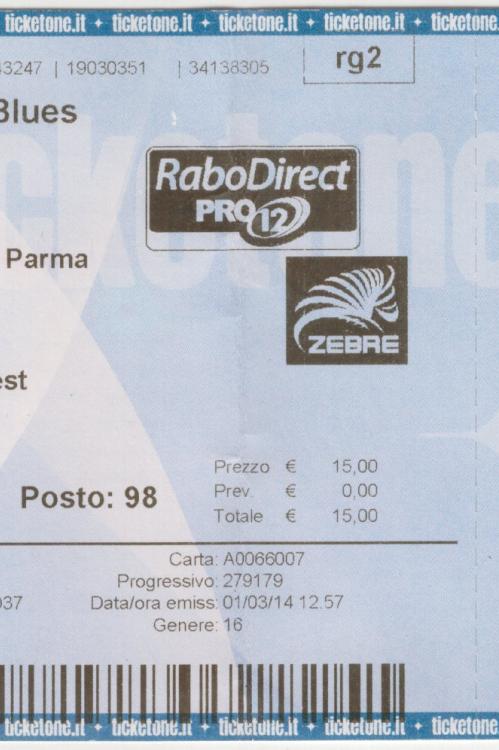 ticketone.it + ticketone.it + ticketone.it + ticketone.it + ticketone
3247 | 19030351 | 34138305
rg2
Blues
RaboDirect
PRO 12
Parma
ZEBRE
est
Prezzo € 15,00
Posto: 98
Prev. € 0,00
Totale € 15,00
Carta: A0066007
Progressivo: 279179
037 Data/ora emiss: 01/03/14 12.57
Genere: 16
ticketone.it + ticketone.it + ticketone.it + ticketone.it + ticketone